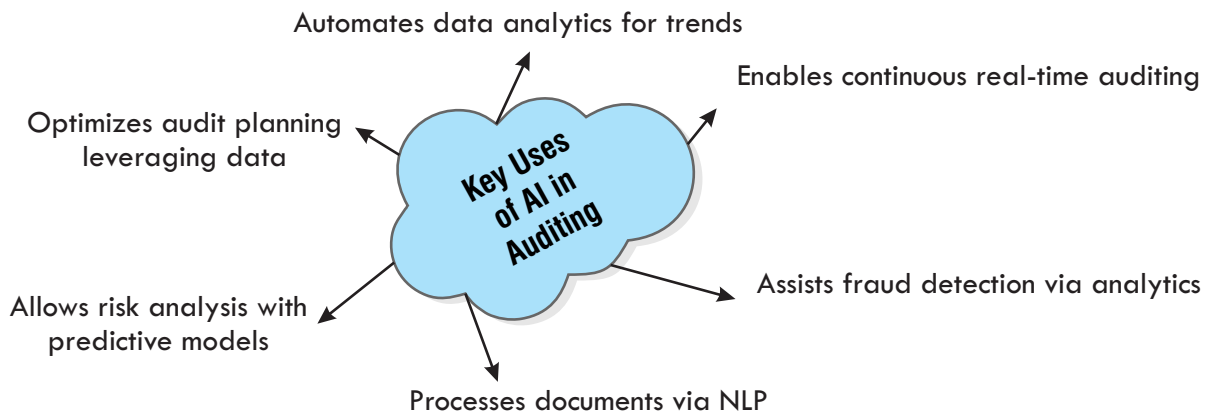 Automates data analytics for trends
Enables continuous real-time auditing
Optimizes audit planning
leveraging data
Key Uses
of AI in
Auditing
Assists fraud detection via analytics
Allows risk analysis with
predictive models
Processes documents via NLP